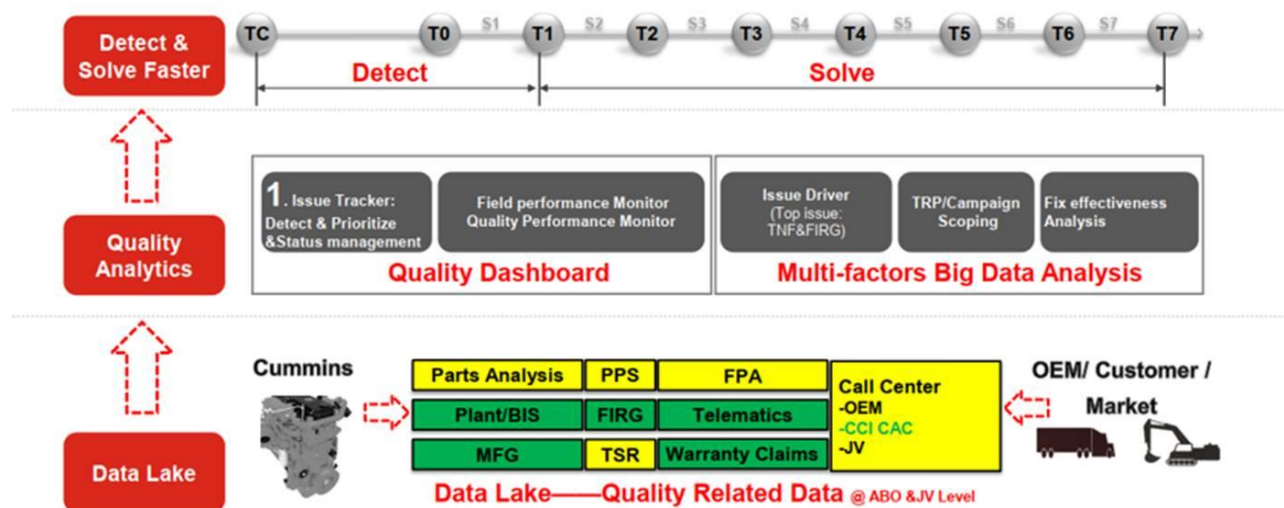 Detect &
Solve Faster
TC
T0
S1
T1
S2
T2
S3
T3
S4
T4
S5
T5
S6
T6
S7
T7
Detect
Solve
Quality
Analytics
1. Issue Tracker:
Detect & Prioritize
&Status management
Field performance Monitor
Quality Performance Monitor
Quality Dashboard
Issue Driver
(Top issue:
TNF&FIRG)
TRP/Campaign
Scoping
Fix effectiveness
Analysis
Multi-factors Big Data Analysis
Data Lake
Cummins
Parts Analysis
PPS
FPA
Plant/BIS
FIRG
Telematics
MFG
TSR
Warranty Claims
Call Center
-OEM
-CCI CAC
-JV
OEM/ Customer /
Market
Data Lake——Quality Related Data @ ABO &JV Level